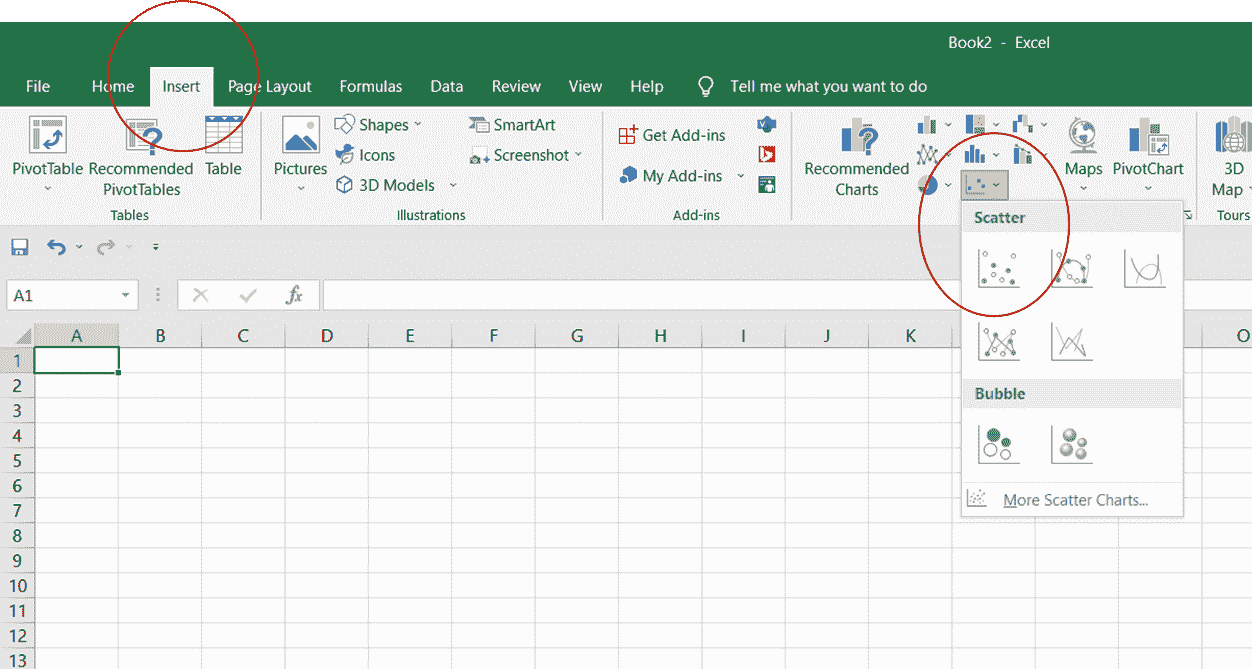 Book2 - Excel
File Home Insert Page Layout Formulas Data Review View Help Tell me what you want to do
PivotTable
Recommended
PivotTables
Table
Tables
Pictures
Shapes
Icons
3D Models
SmartArt
Screenshot
Illustrations
Get Add-ins
My Add-ins
Add-ins
Recommended
Charts
Maps
PivotChart
3D
Map
Tours
Scatter
A1
fx
A B C D E F G H I J K O
1
2
3
4
5
6
7
8
9
10
11
12
13
Bubble
More Scatter Charts...